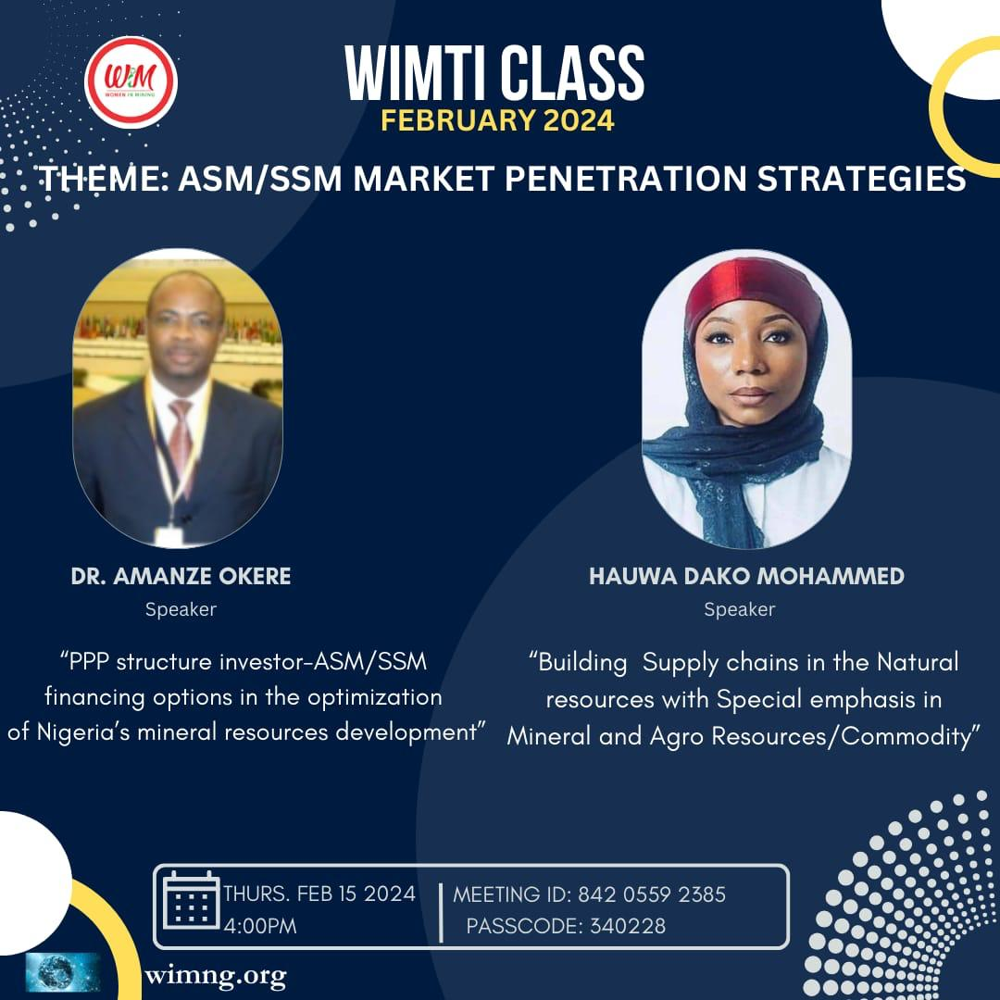 WIM
WOMEN IN MINING
WIMTI CLASS
FEBRUARY 2024
THEME: ASM/SSM MARKET PENETRATION STRATEGIES
DR. AMANZE OKERE
Speaker
“PPP structure investor-ASM/SSM
financing options in the optimization
of Nigeria’s mineral resources development”
HAUWA DAKO MOHAMMED
Speaker
“Building Supply chains in the Natural
resources with Special emphasis in
Mineral and Agro Resources/Commodity”
THURS. FEB 15 2024
4:00PM
MEETING ID: 842 0559 2385
PASSCODE: 340228
wimng.org